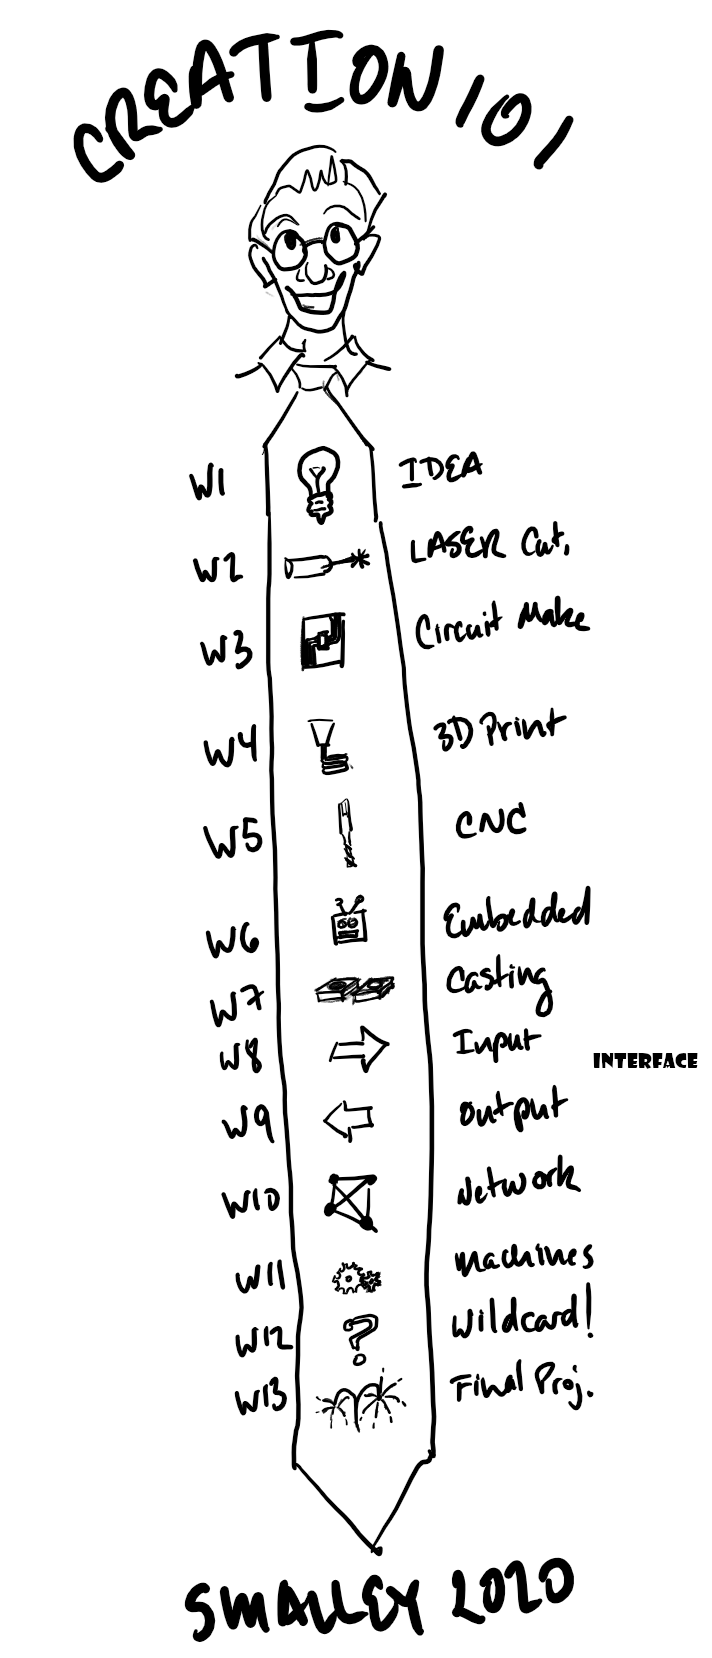 CREATION 101
W1 IDEA
W2 LASER Cut.
W3 Circuit Make
W4 3D Print
W5 CNC
W6 Embedded
W7 Casting
W8 Input
INTERFACE
W9 Output
W10 Network
W11 machines
W12 Wildcard!
?
W13 Final Proj.
SMALLEY 2020